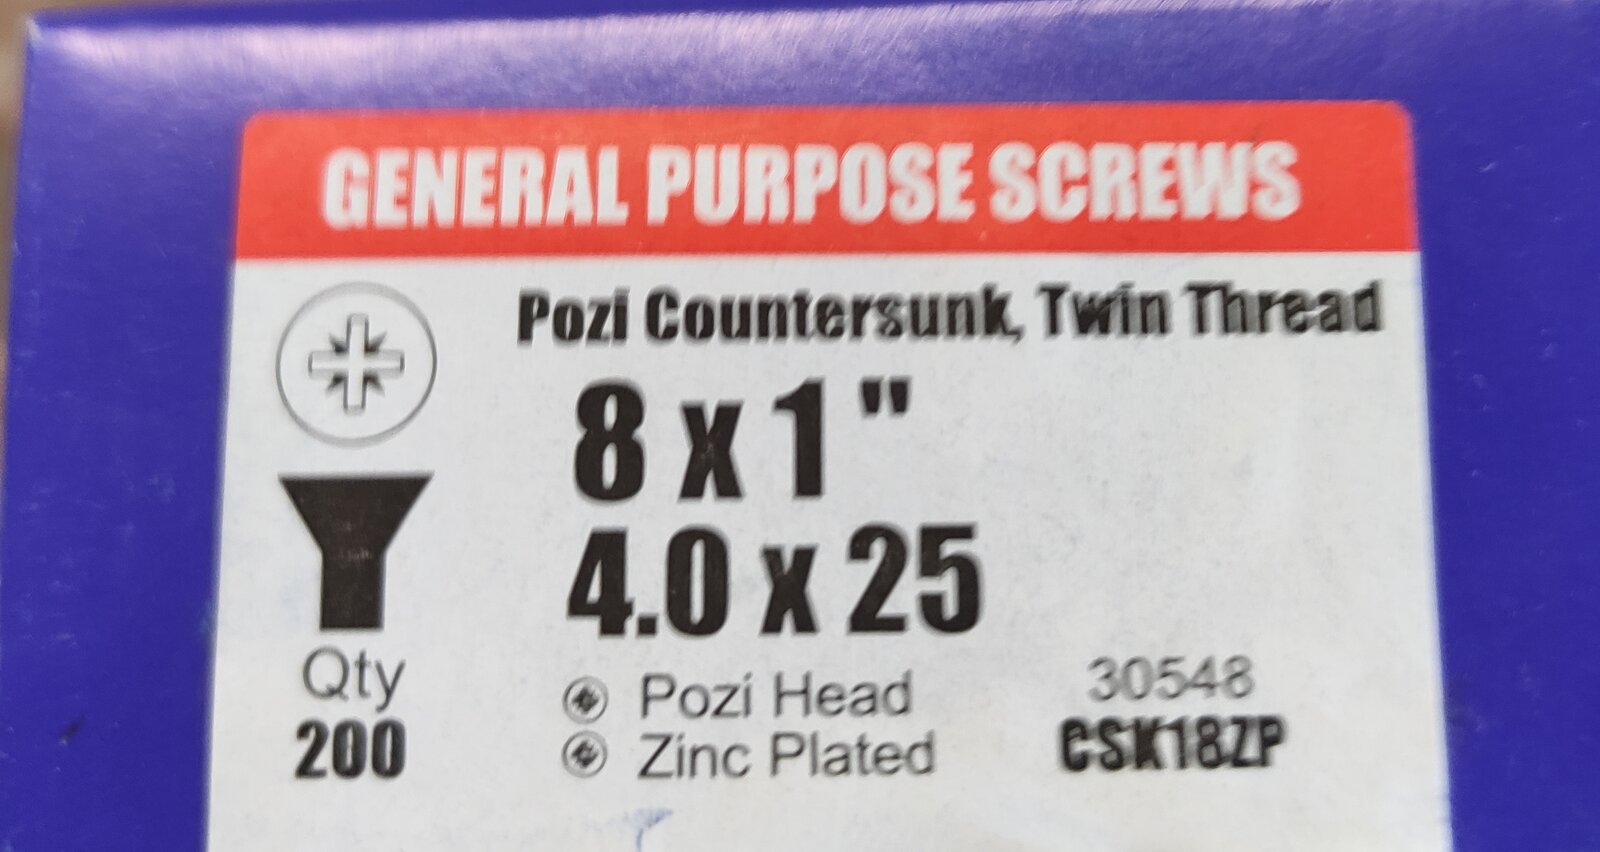 GENERAL PURPOSE SCREWS
Pozi Countersunk, Twin Thread
8 x 1 "
4.0 x 25
Qty
200
Pozi Head
Zinc Plated
30548
CSK18ZP